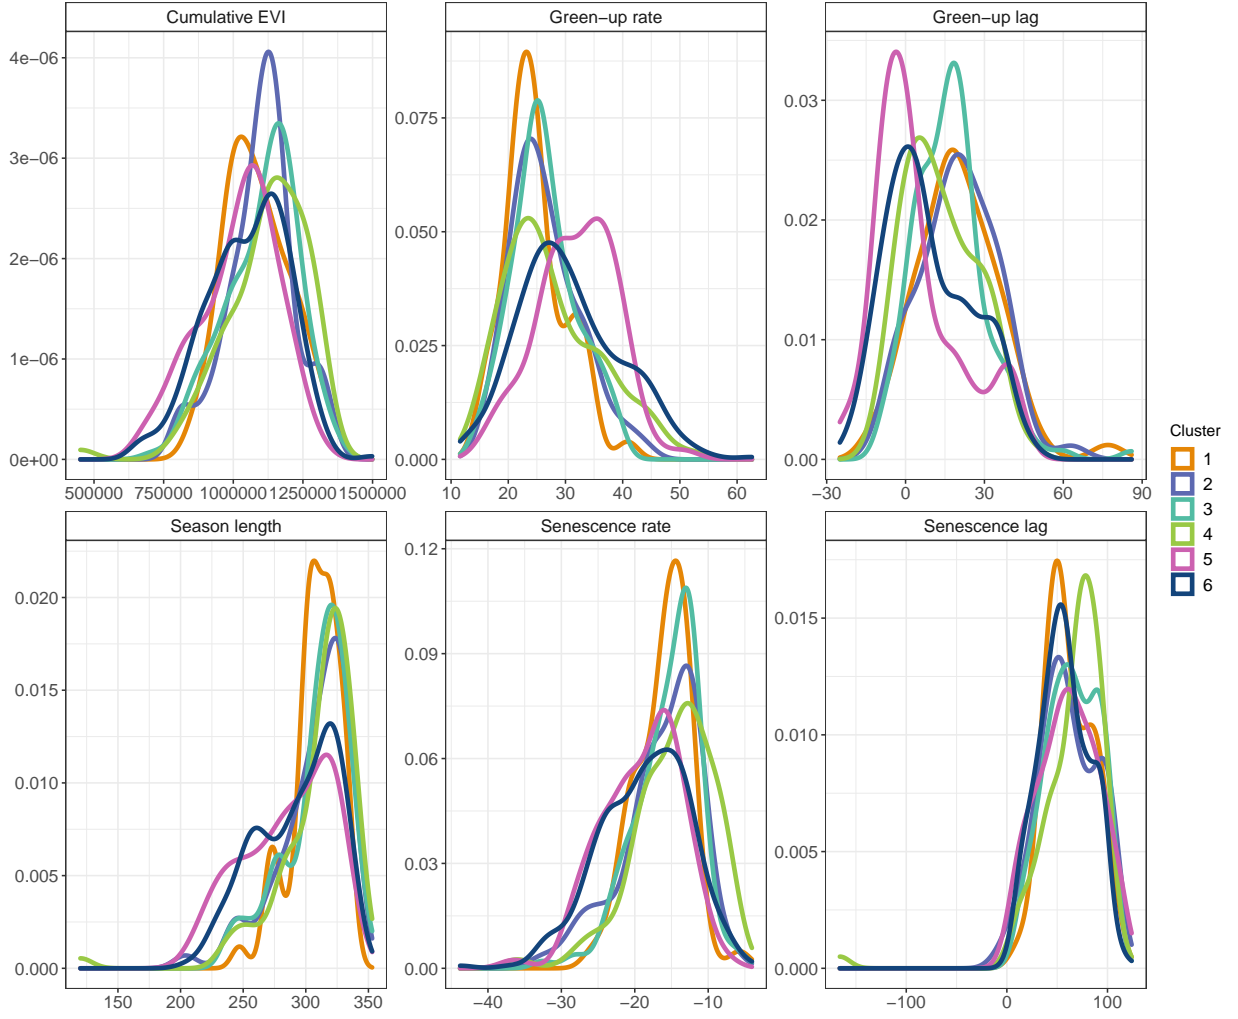 Cumulative EVI
Green−up rate
Green−up lag
4e−06
3e−06
2e−06
1e−06
0e+00
500000 750000 1000000 1250000 1500000
0.075
0.050
0.025
0.000
10 20 30 40 50 60
0.03
0.02
0.01
0.00
−30 0 30 60 90
Season length
Senescence rate
Senescence lag
0.020
0.015
0.010
0.005
0.000
150 200 250 300 350
0.12
0.09
0.06
0.03
0.00
−40 −30 −20 −10
0.015
0.010
0.005
0.000
−100 0 100
Cluster
1
2
3
4
5
6